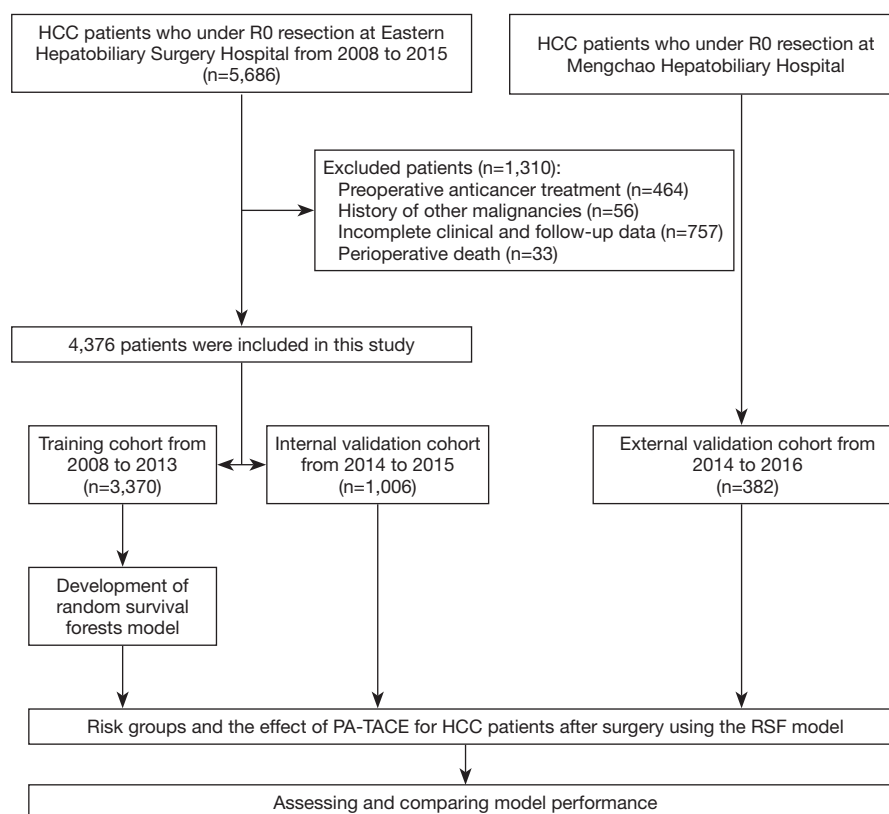 HCC patients who under R0 resection at Eastern
Hepatobiliary Surgery Hospital from 2008 to 2015
(n=5,686)
HCC patients who under R0 resection at
Mengchao Hepatobiliary Hospital
Excluded patients (n=1,310):
Preoperative anticancer treatment (n=464)
History of other malignancies (n=56)
Incomplete clinical and follow-up data (n=757)
Perioperative death (n=33)
4,376 patients were included in this study
Training cohort from
2008 to 2013
(n=3,370)
Internal validation cohort
from 2014 to 2015
(n=1,006)
External validation cohort from
2014 to 2016
(n=382)
Development of
random survival
forests model
Risk groups and the effect of PA-TACE for HCC patients after surgery using the RSF model
Assessing and comparing model performance